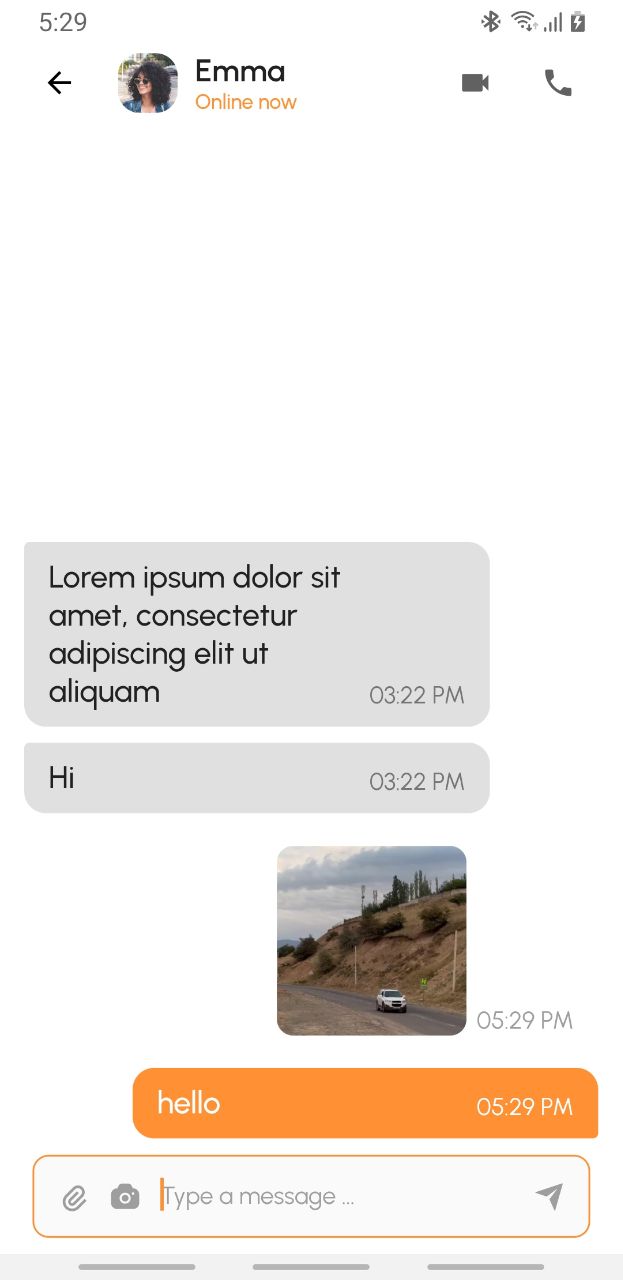 5:29
Emma
Online now
Lorem ipsum dolor sit
amet, consectetur
adipiscing elit ut
aliquam 03:22 PM
Hi 03:22 PM
05:29 PM
hello 05:29 PM
Type a message ...